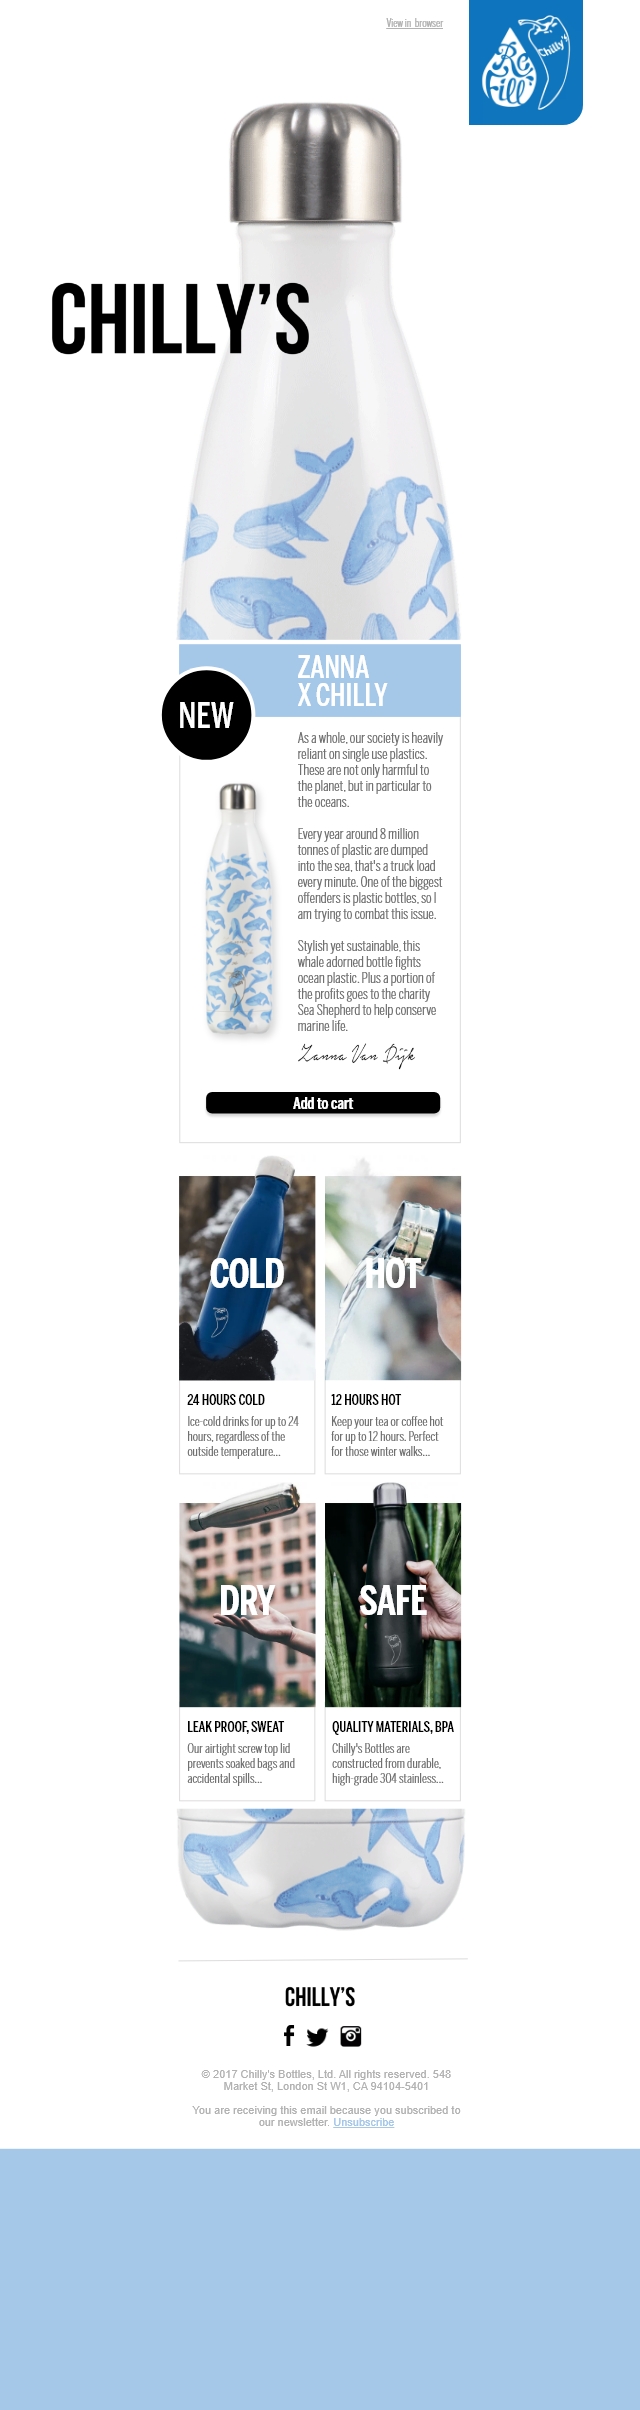 View in browser
Re
Fill
Chilly's
CHILLY'S
ZANNA
X CHILLY
NEW
As a whole, our society is heavily
reliant on single use plastics.
These are not only harmful to
the planet, but in particular to
the oceans.
Every year around 8 million
tonnes of plastic are dumped
into the sea, that's a truck load
every minute. One of the biggest
offenders is plastic bottles, so I
am trying to combat this issue.
Stylish yet sustainable, this
whale adorned bottle fights
ocean plastic. Plus a portion of
the profits goes to the charity
Sea Shepherd to help conserve
marine life.
Zanna Van Dijk
Add to cart
COLD
HOT
24 HOURS COLD
Ice-cold drinks for up to 24
hours, regardless of the
outside temperature...
12 HOURS HOT
Keep your tea or coffee hot
for up to 12 hours. Perfect
for those winter walks...
DRY
SAFE
LEAK PROOF, SWEAT
Our airtight screw top lid
prevents soaked bags and
accidental spills...
QUALITY MATERIALS, BPA
Chilly's Bottles are
constructed from durable,
high-grade 304 stainless...
CHILLY'S
© 2017 Chilly's Bottles, Ltd. All rights reserved. 548
Market St, London St W1, CA 94104-5401
You are receiving this email because you subscribed to
our newsletter. Unsubscribe